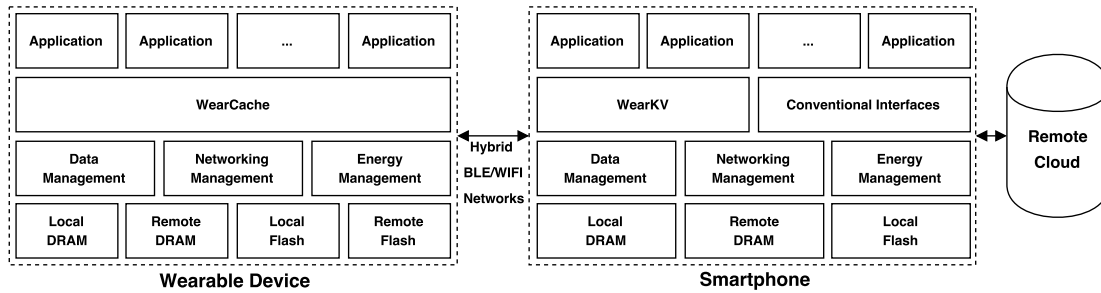 Application
Application
...
Application
WearCache
Data
Management
Networking
Management
Energy
Management
Local
DRAM
Remote
DRAM
Local
Flash
Remote
Flash
Wearable Device
Hybrid
BLE/WIFI
Networks
Application
Application
...
Application
WearKV
Conventional Interfaces
Data
Management
Networking
Management
Energy
Management
Local
DRAM
Remote
DRAM
Local
Flash
Smartphone
Remote
Cloud